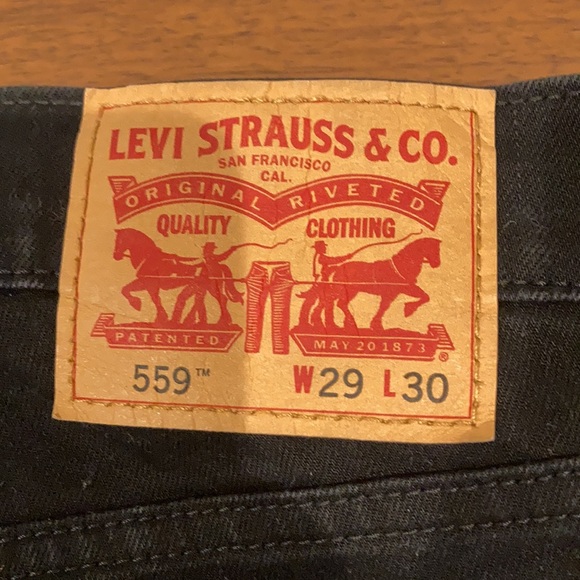 LEVI STRAUSS & CO.
SAN FRANCISCO
CAL.
ORIGINAL RIVETED
QUALITY CLOTHING
PATENTED MAY 20 1873 ®
559™ W29 L30